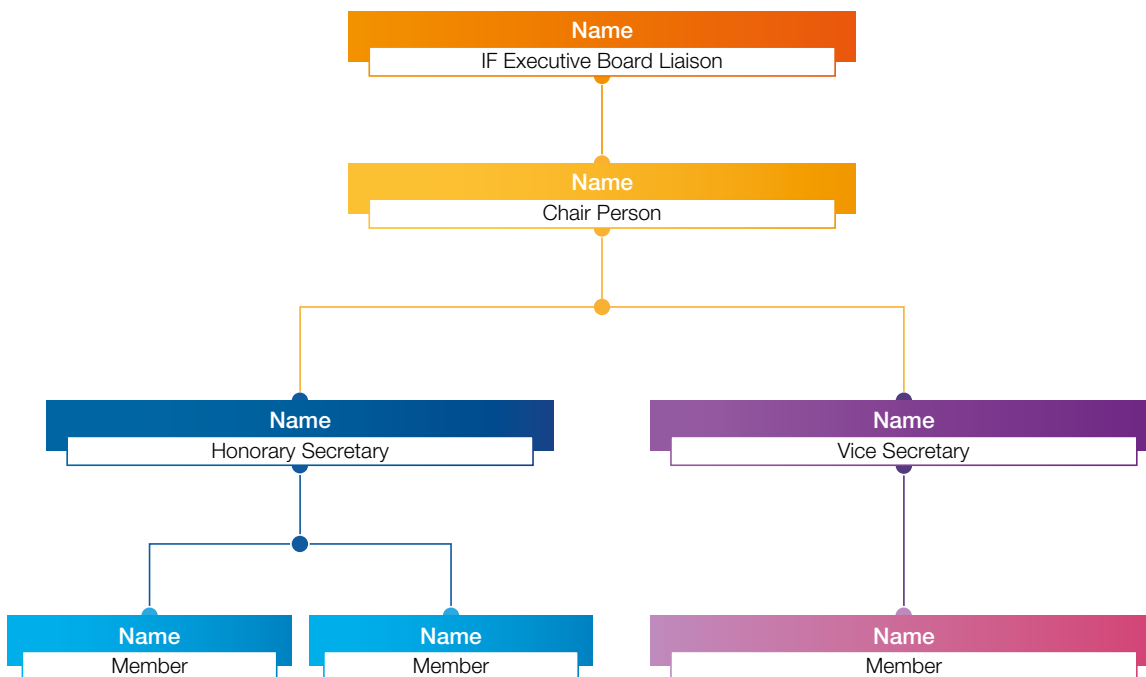 Name
IF Executive Board Liaison
Name
Chair Person
Name
Honorary Secretary
Name
Vice Secretary
Name
Member
Name
Member
Name
Member